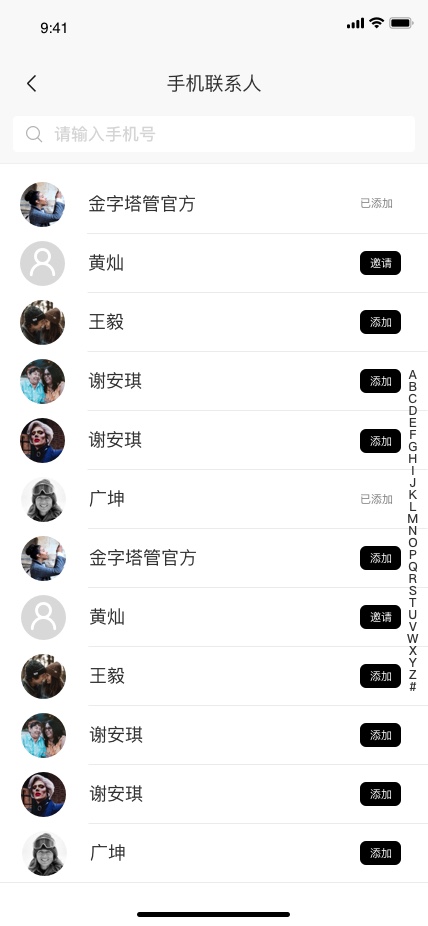 9:41
手机联系人
请输入手机号
金字塔管官方 已添加
黄灿 邀请
王毅 添加
谢安琪 添加
谢安琪 添加
广坤 已添加
金字塔管官方 添加
黄灿 邀请
王毅 添加
谢安琪 添加
谢安琪 添加
广坤 添加
A
B
C
D
E
F
G
H
I
J
K
L
M
N
O
P
Q
R
S
T
U
V
W
X
Y
Z
#